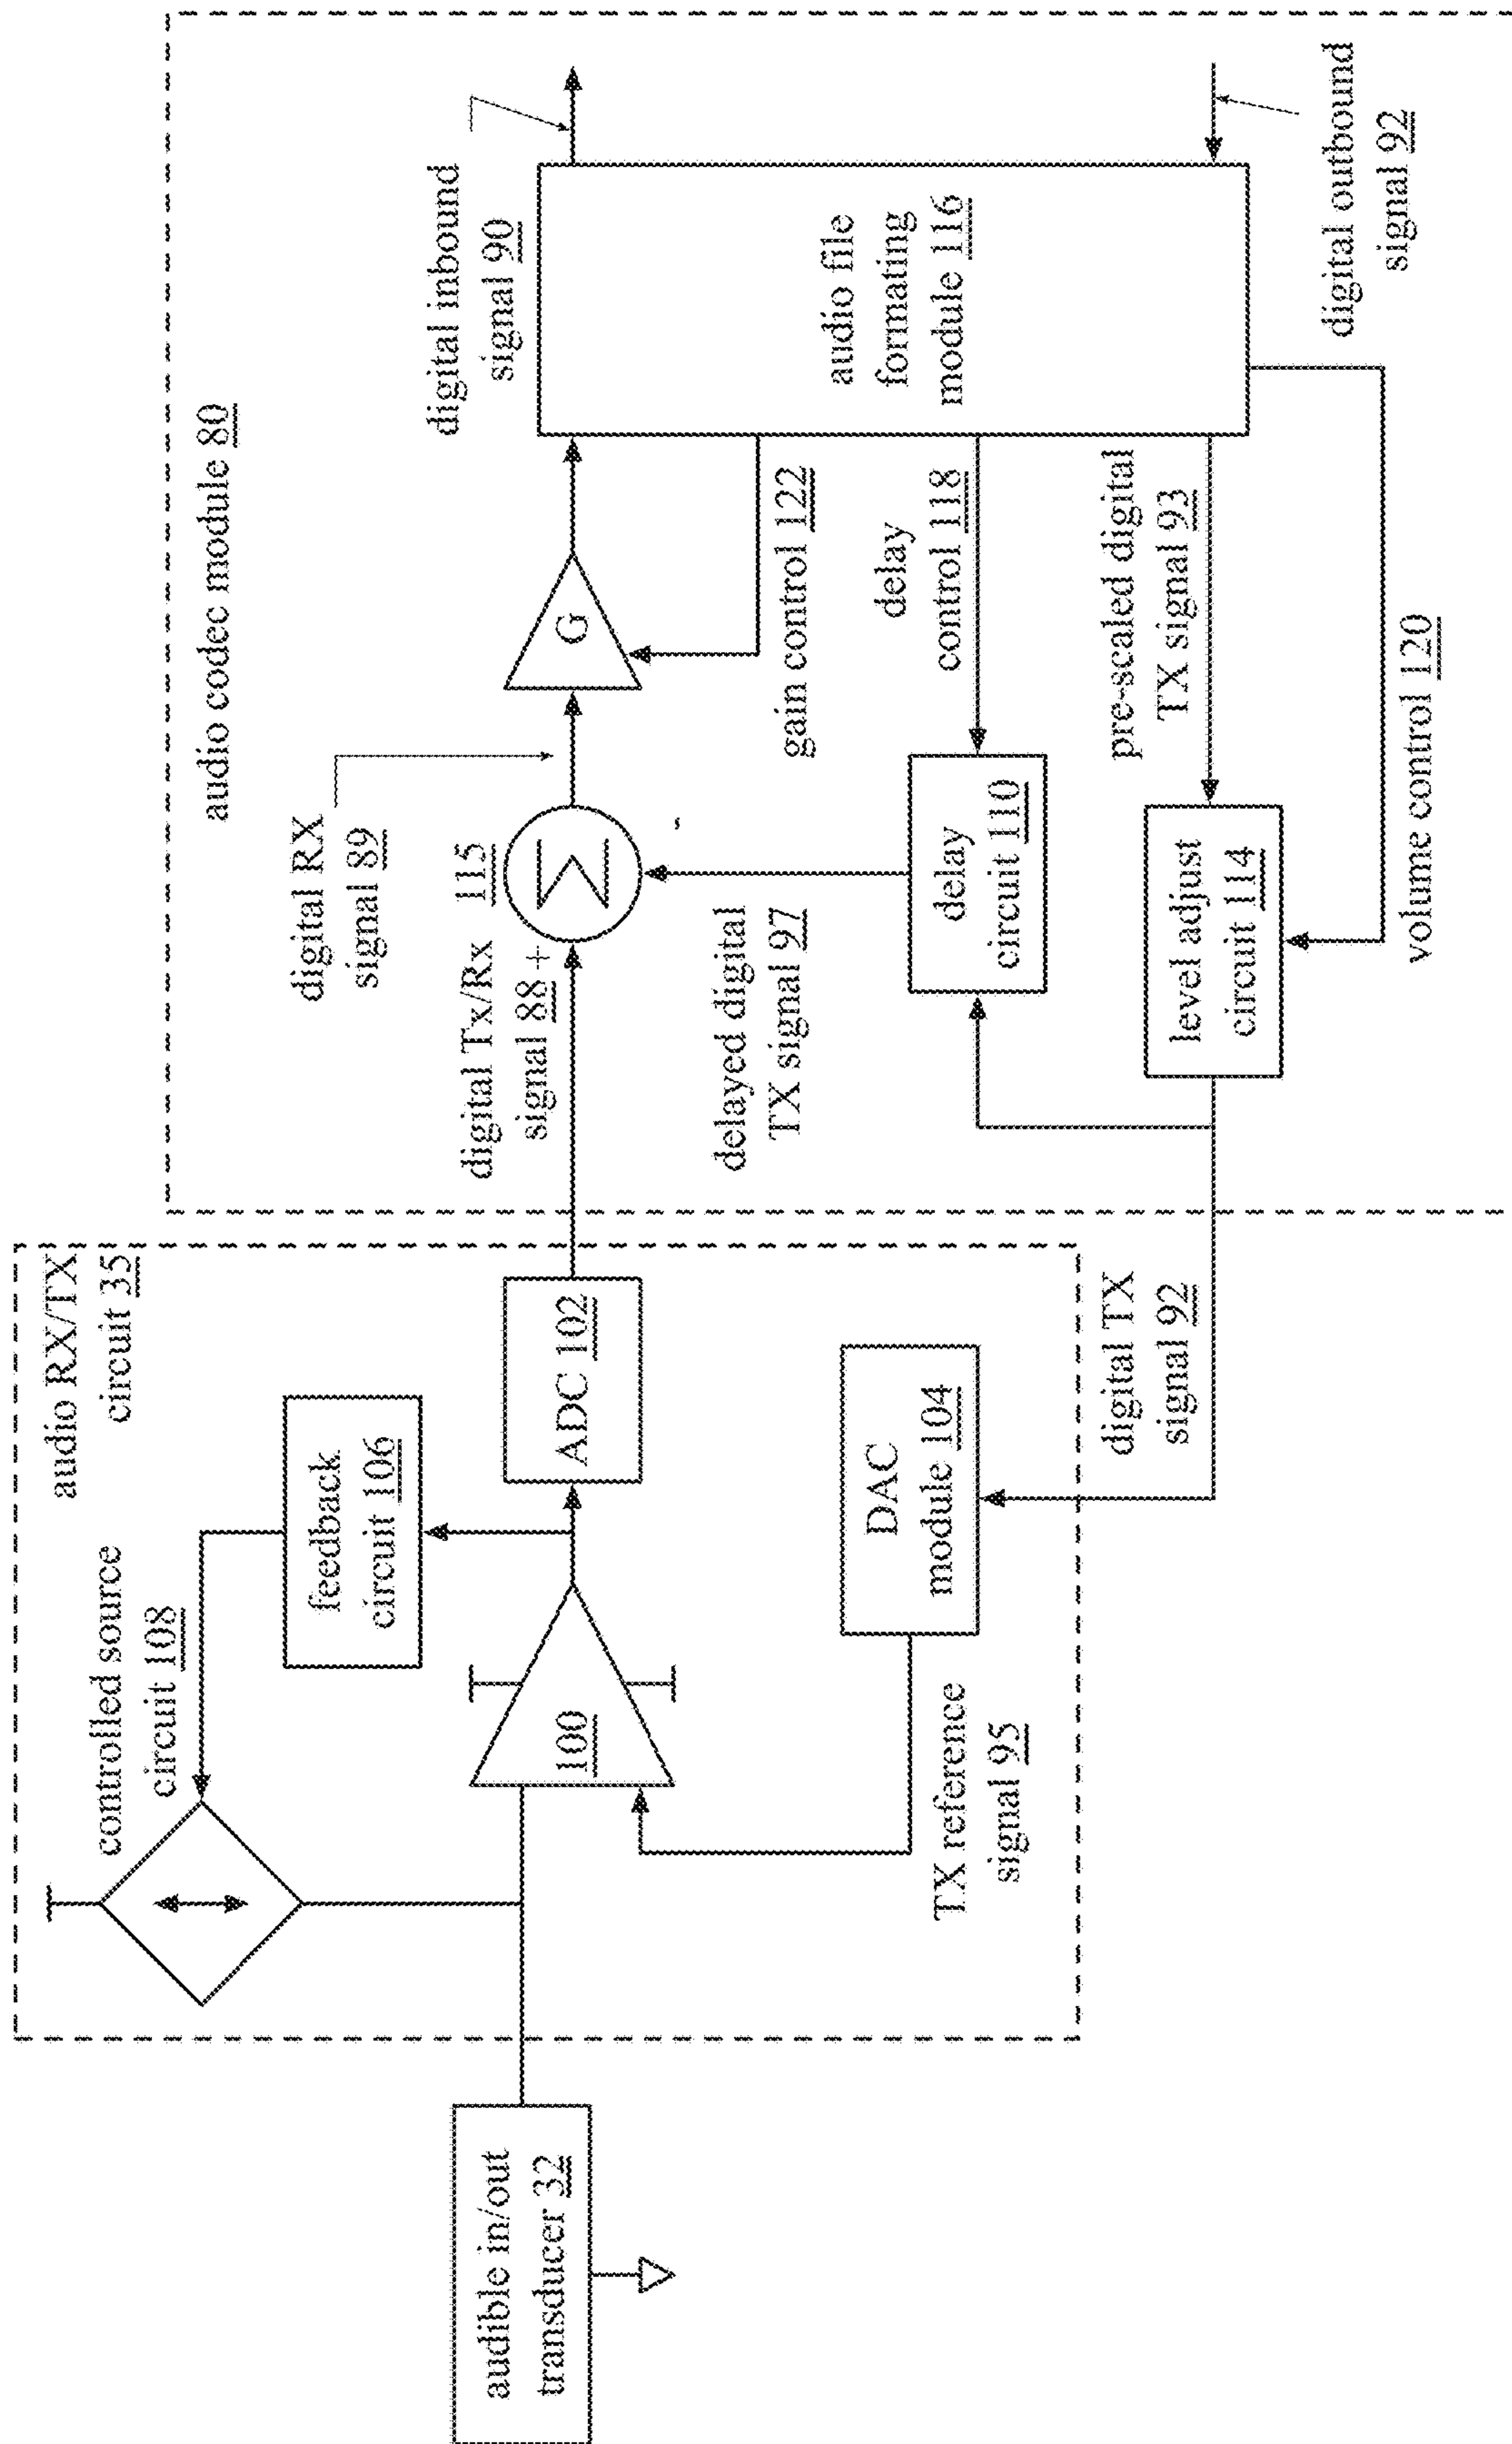 audio RX/TX
circuit 35
controlled source
circuit 108
feedback
circuit 106
100
ADC 102
DAC
module 104
TX reference
signal 95
audible in/out
transducer 32
audio codec module 80
digital RX
signal 89
115
digital Tx/Rx
signal 88 +
Σ
-
G
digital inbound
signal 90
gain control 122
delay
control 118
delayed digital
TX signal 97
delay
circuit 110
pre-scaled digital
TX signal 93
level adjust
circuit 114
audio file
formating
module 116
digital TX
signal 92
volume control 120
digital outbound
signal 92